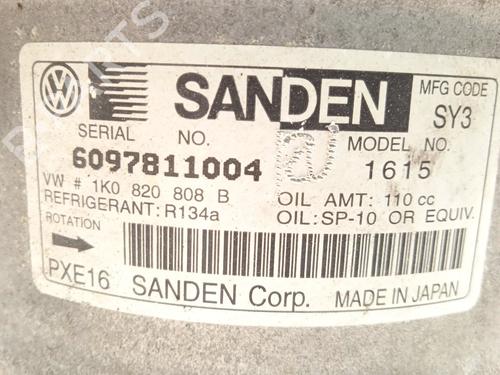 SANDEN
MFG CODE
SY3
SERIAL NO.
6097811004
MODEL NO.
1615
VW # 1K0 820 808 B
REFRIGERANT: R134a
OIL AMT: 110 cc
OIL:SP-10 OR EQUIV.
ROTATION
PXE16
SANDEN Corp.
MADE IN JAPAN